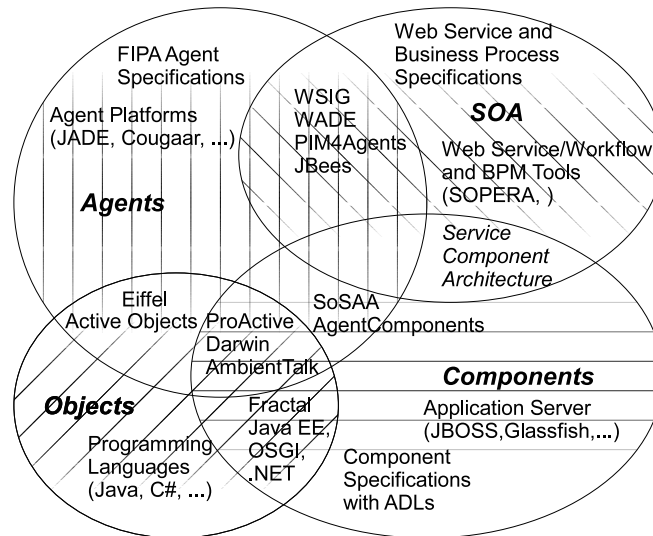 FIPA Agent
Specifications
Agent Platforms
(JADE, Cougaar, ...)
Agents
WSIG
WADE
PIM4Agents
JBees
Web Service and
Business Process
Specifications
SOA
Web Service/Workflow
and BPM Tools
(SOPERA, )
Service
Component
Architecture
Eiffel
Active Objects
ProActive
Darwin
AmbientTalk
SoSAA
AgentComponents
Objects
Programming
Languages
(Java, C#, ...)
Fractal
Java EE,
OSGI,
.NET
Components
Application Server
(JBOSS,Glassfish,...)
Component
Specifications
with ADLs